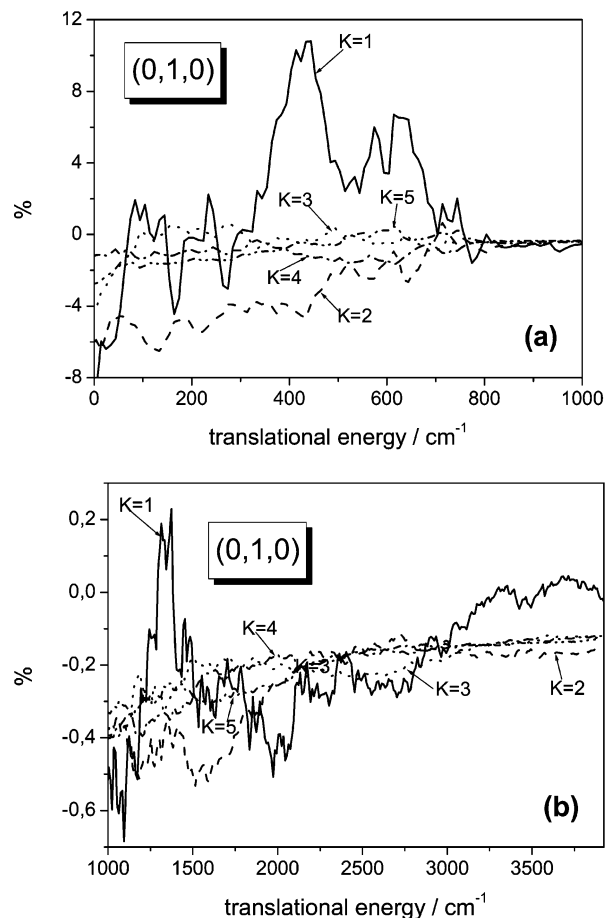 12
8
4
0
-4
-8
%
(0,1,0)
K=1
K=3
K=5
K=4
K=2
(a)
0 200 400 600 800 1000
translational energy / cm-1
0,2
0,0
-0,2
-0,4
-0,6
%
K=1
(0,1,0)
K=4
K=3
K=3
K=2
K=5
(b)
1000 1500 2000 2500 3000 3500
translational energy / cm-1